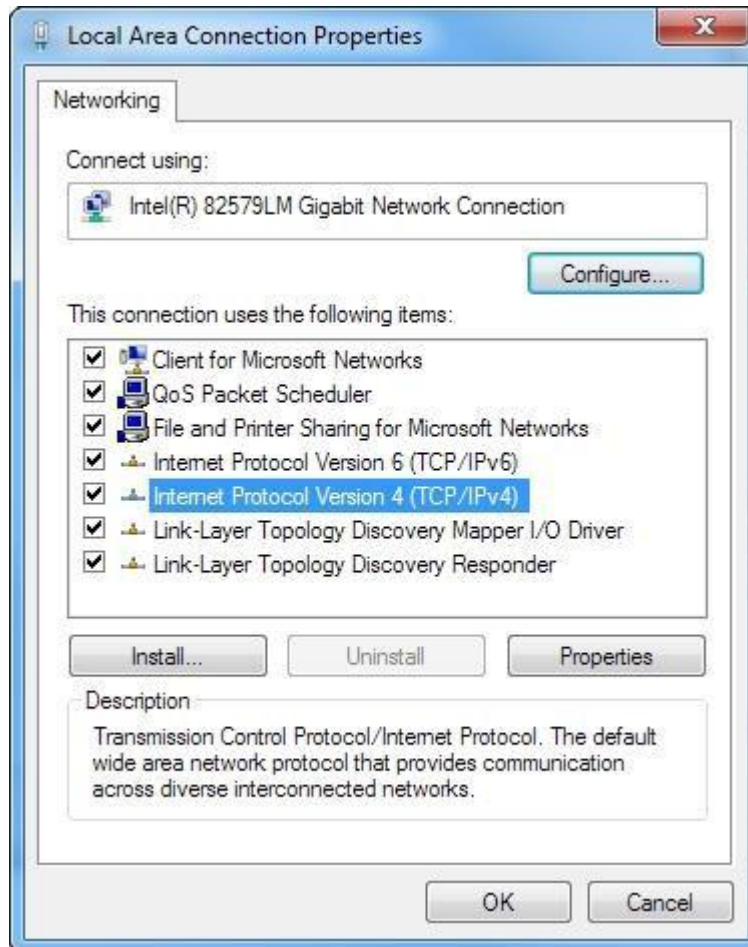 Local Area Connection Properties
Networking
Connect using:
Intel(R) 82579LM Gigabit Network Connection
Configure...
This connection uses the following items:
Client for Microsoft Networks
QoS Packet Scheduler
File and Printer Sharing for Microsoft Networks
Internet Protocol Version 6 (TCP/IPv6)
Internet Protocol Version 4 (TCP/IPv4)
Link-Layer Topology Discovery Mapper I/O Driver
Link-Layer Topology Discovery Responder
Install... Uninstall Properties
Description
Transmission Control Protocol/Internet Protocol. The default
wide area network protocol that provides communication
across diverse interconnected networks.
OK Cancel